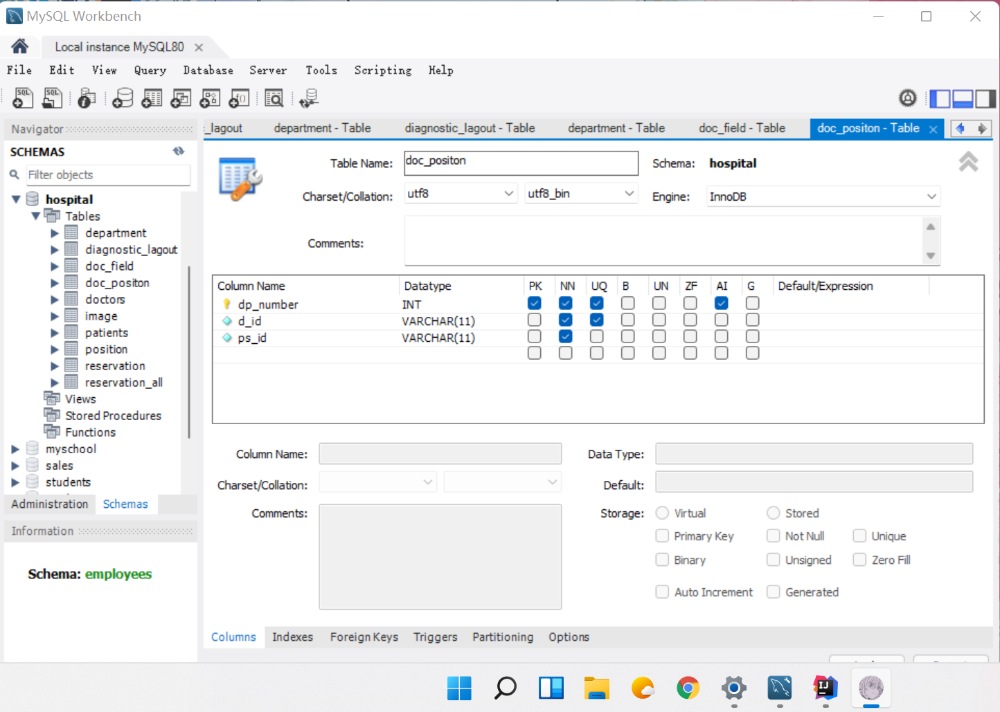 MySQL Workbench
Local instance MySQL80
File Edit View Query Database Server Tools Scripting Help
Navigator
SCHEMAS
Filter objects
hospital
Tables
department
diagnostic_lagout
doc_field
doc_positon
doctors
image
patients
position
reservation
reservation_all
Views
Stored Procedures
Functions
myschool
sales
students
Administration Schemas
Information
Schema: employees
_lagout department - Table diagnostic_lagout - Table department - Table doc_field - Table doc_positon - Table
Table Name: doc_positon Schema: hospital
Charset/Collation: utf8 utf8_bin Engine: InnoDB
Comments:
Column Name Datatype PK NN UQ B UN ZF AI G Default/Expression
dp_number INT
d_id VARCHAR(11)
ps_id VARCHAR(11)
Column Name: Data Type:
Charset/Collation: Default:
Comments: Storage: Virtual Stored
Primary Key Not Null Unique
Binary Unsigned Zero Fill
Auto Increment Generated
Columns Indexes Foreign Keys Triggers Partitioning Options